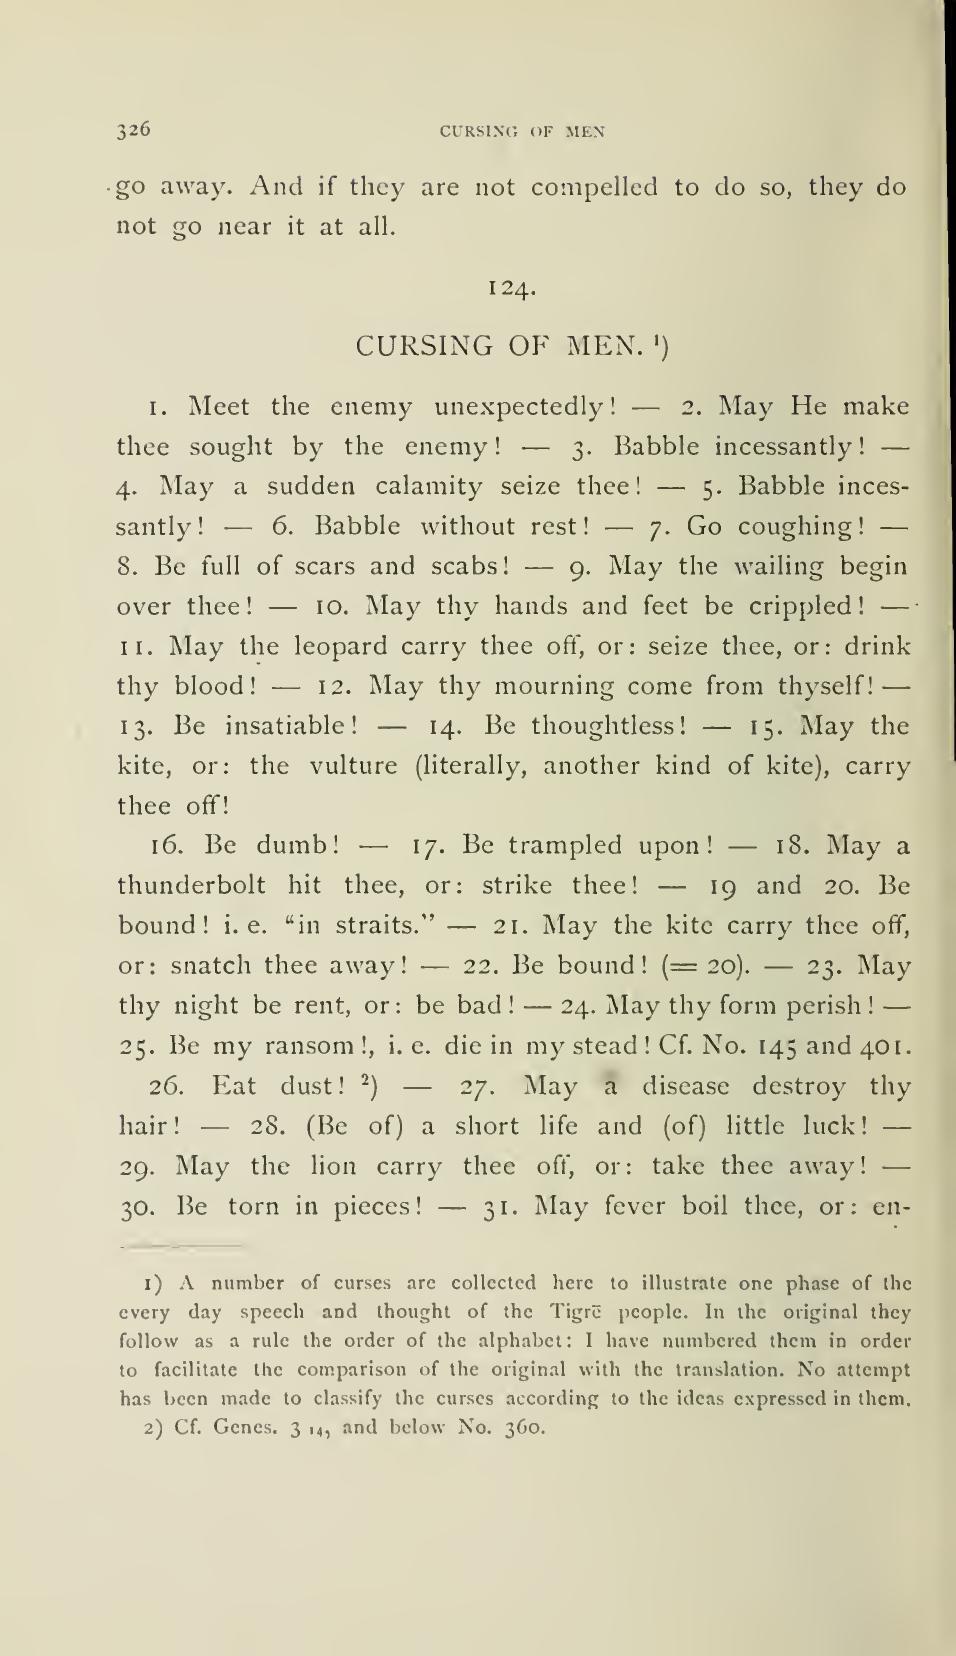 326 CURSING OF MEN
go away. And if they are not compelled to do so, they do
not go near it at all.
124.
CURSING OF MEN. ¹)
1. Meet the enemy unexpectedly! — 2. May He make
thee sought by the enemy! — 3. Babble incessantly! —
4. May a sudden calamity seize thee! — 5. Babble inces-
santly! — 6. Babble without rest! — 7. Go coughing! —
8. Be full of scars and scabs! — 9. May the wailing begin
over thee! — 10. May thy hands and feet be crippled! —
11. May the leopard carry thee off, or: seize thee, or: drink
thy blood! — 12. May thy mourning come from thyself! —
13. Be insatiable! — 14. Be thoughtless! — 15. May the
kite, or: the vulture (literally, another kind of kite), carry
thee off!
16. Be dumb! — 17. Be trampled upon! — 18. May a
thunderbolt hit thee, or: strike thee! — 19 and 20. Be
bound! i. e. “in straits.” — 21. May the kite carry thee off,
or: snatch thee away! — 22. Be bound! (= 20). — 23. May
thy night be rent, or: be bad! — 24. May thy form perish! —
25. Be my ransom!, i. e. die in my stead! Cf. No. 145 and 401.
26. Eat dust! ²) — 27. May a disease destroy thy
hair! — 28. (Be of) a short life and (of) little luck! —
29. May the lion carry thee off, or: take thee away! —
30. Be torn in pieces! — 31. May fever boil thee, or: en-
1) A number of curses are collected here to illustrate one phase of the
every day speech and thought of the Tigrē people. In the original they
follow as a rule the order of the alphabet: I have numbered them in order
to facilitate the comparison of the original with the translation. No attempt
has been made to classify the curses according to the ideas expressed in them.
2) Cf. Genes. 3 14, and below No. 360.